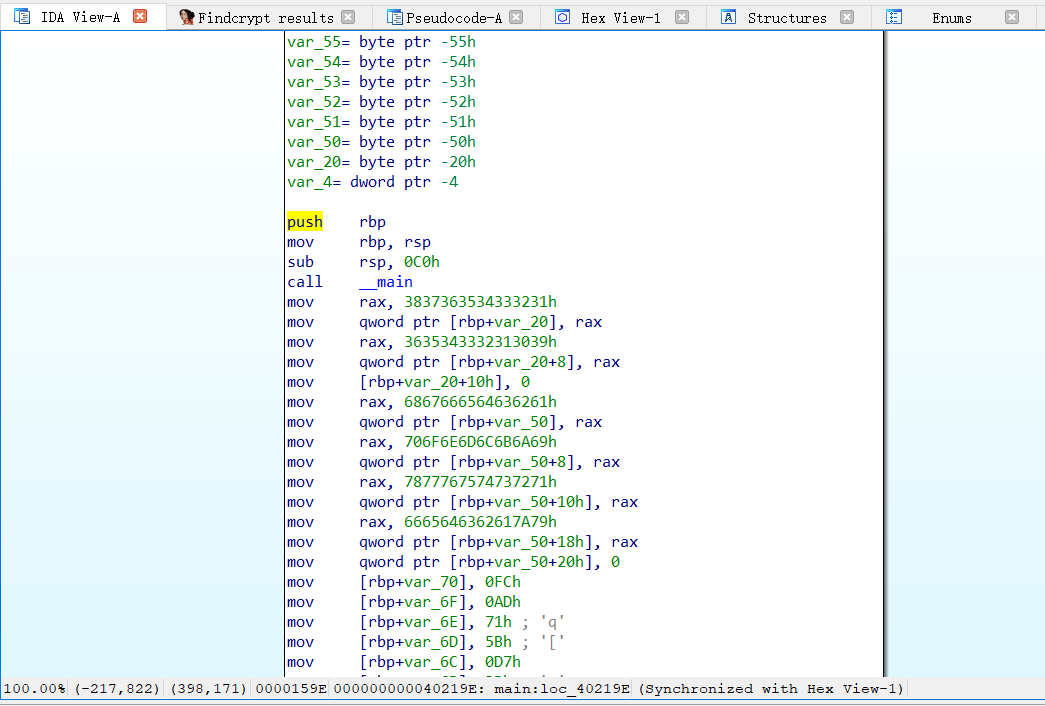 IDA View-A Findcrypt results Pseudocode-A Hex View-1 Structures Enums
var_55= byte ptr -55h
var_54= byte ptr -54h
var_53= byte ptr -53h
var_52= byte ptr -52h
var_51= byte ptr -51h
var_50= byte ptr -50h
var_20= byte ptr -20h
var_4= dword ptr -4
push rbp
mov rbp, rsp
sub rsp, 0C0h
call __main
mov rax, 3837363534333231h
mov qword ptr [rbp+var_20], rax
mov rax, 3635343332313039h
mov qword ptr [rbp+var_20+8], rax
mov [rbp+var_20+10h], 0
mov rax, 6867666564636261h
mov qword ptr [rbp+var_50], rax
mov rax, 706F6E6D6C6B6A69h
mov qword ptr [rbp+var_50+8], rax
mov rax, 7877767574737271h
mov qword ptr [rbp+var_50+10h], rax
mov rax, 6665646362617A79h
mov qword ptr [rbp+var_50+18h], rax
mov qword ptr [rbp+var_50+20h], 0
mov [rbp+var_70], 0FCh
mov [rbp+var_6F], 0ADh
mov [rbp+var_6E], 71h ; 'q'
mov [rbp+var_6D], 5Bh ; '['
mov [rbp+var_6C], 0D7h
100.00% (-217,822) (398,171) 0000159E 000000000040219E: main:loc_40219E (Synchronized with Hex View-1)